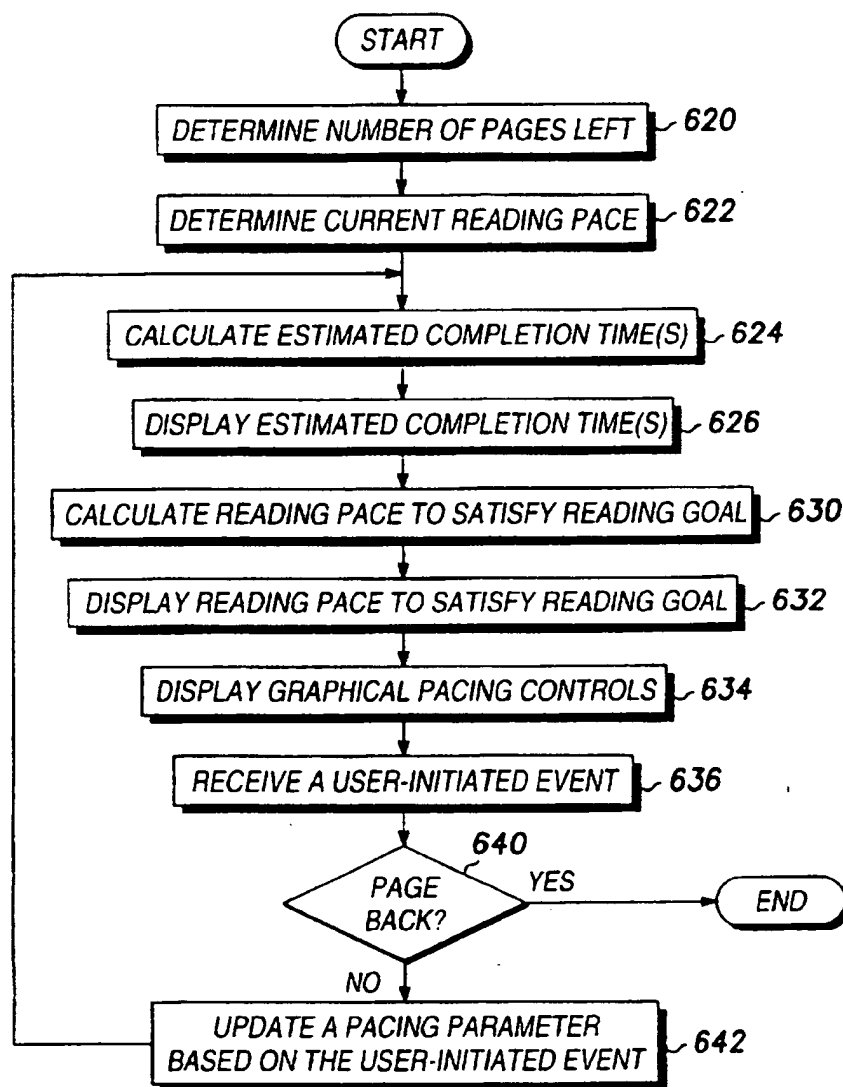 START
DETERMINE NUMBER OF PAGES LEFT 620
DETERMINE CURRENT READING PACE 622
CALCULATE ESTIMATED COMPLETION TIME(S) 624
DISPLAY ESTIMATED COMPLETION TIME(S) 626
CALCULATE READING PACE TO SATISFY READING GOAL 630
DISPLAY READING PACE TO SATISFY READING GOAL 632
DISPLAY GRAPHICAL PACING CONTROLS 634
RECEIVE A USER-INITIATED EVENT 636
640
PAGE
BACK?
YES
END
NO
UPDATE A PACING PARAMETER
BASED ON THE USER-INITIATED EVENT 642